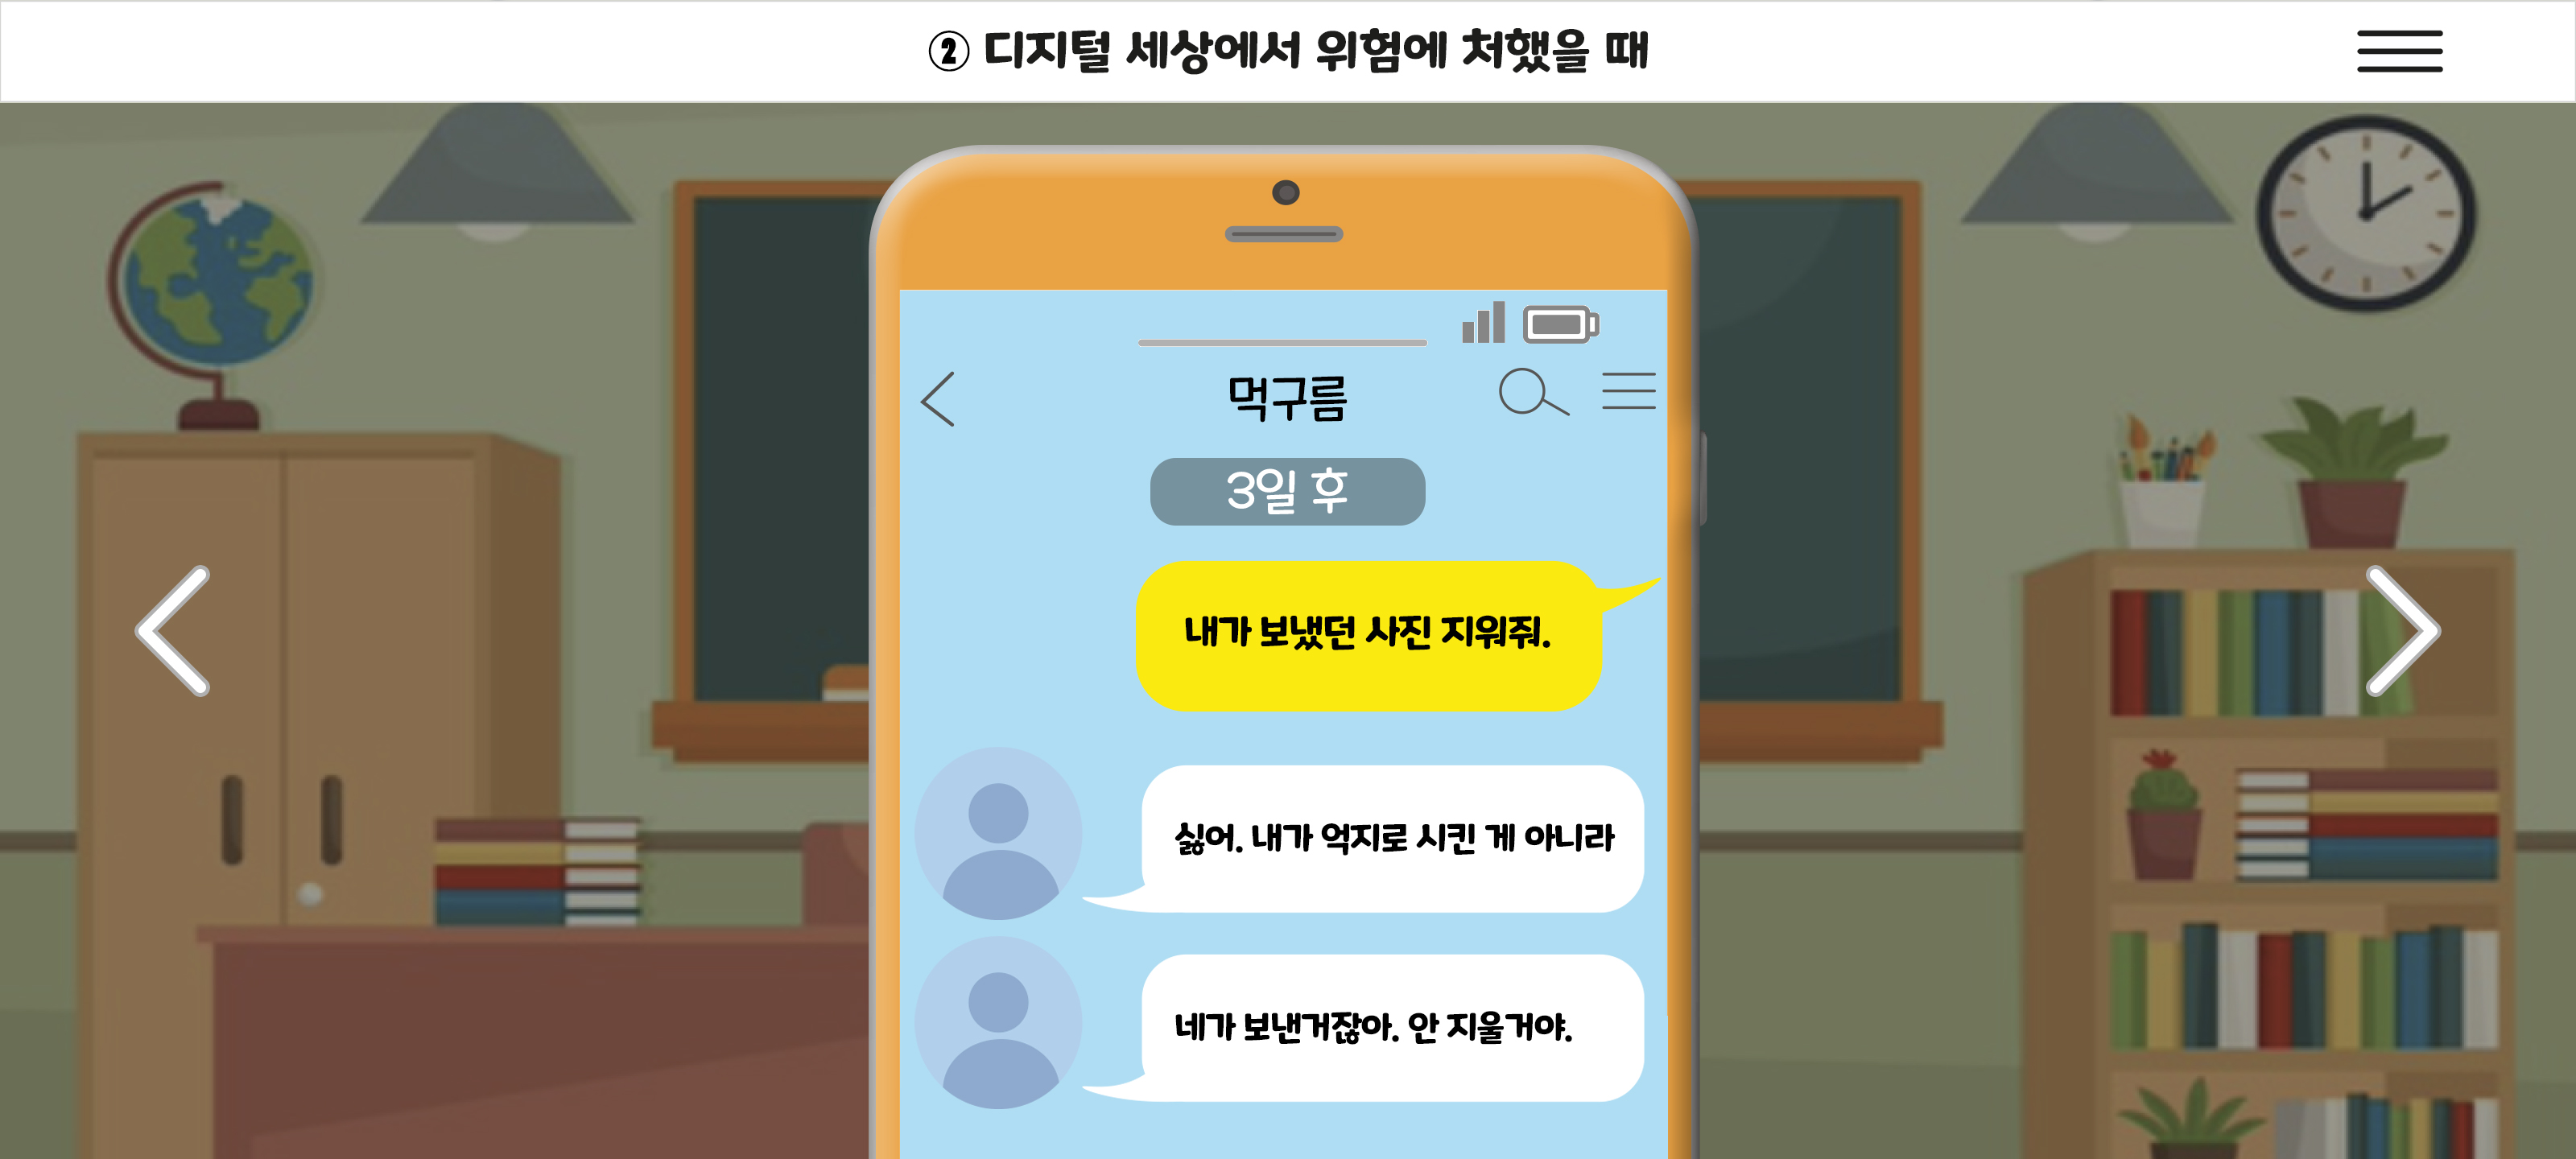 ② 디지털 세상에서 위험에 처했을 때
먹구름
3일 후
내가 보냈던 사진 지워줘.
싫어. 내가 억지로 시킨 게 아니라
네가 보낸거잖아. 안 지울거야.